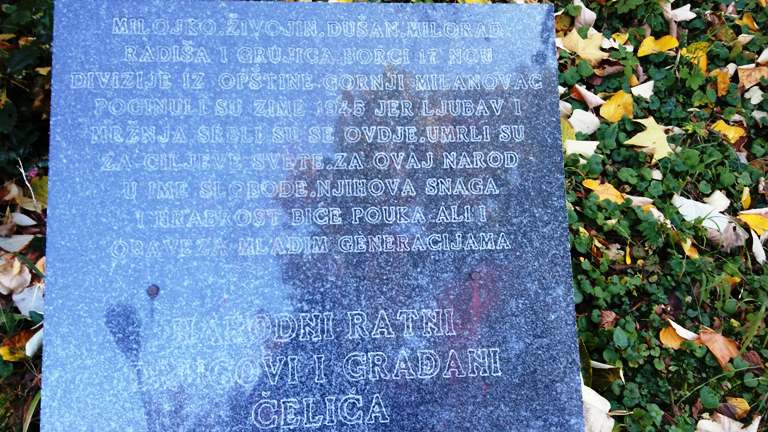 MILOJKO.ŽIVOJIN.DUŠAN.MILORAD.
RADIŠA I GRUJICA.BORCI 17 NOU
DIVIZIJE IZ OPŠTINE GORNJI MILANOVAC
POGINULI SU ZIME 1945 JER LJUBAV I
MRŽNJA SRELI SU SE OVDJE.UMRLI SU
ZA CILJEVE SVETE.ZA OVAJ NAROD
U IME SLOBODE.NJIHOVA SNAGA
I HRABROST BIĆE POUKA ALI I
OBAVEZA MLADIM GENERACIJAMA
NARODNI RATNI
DRUGOVI I GRAĐANI
ČELIĆA